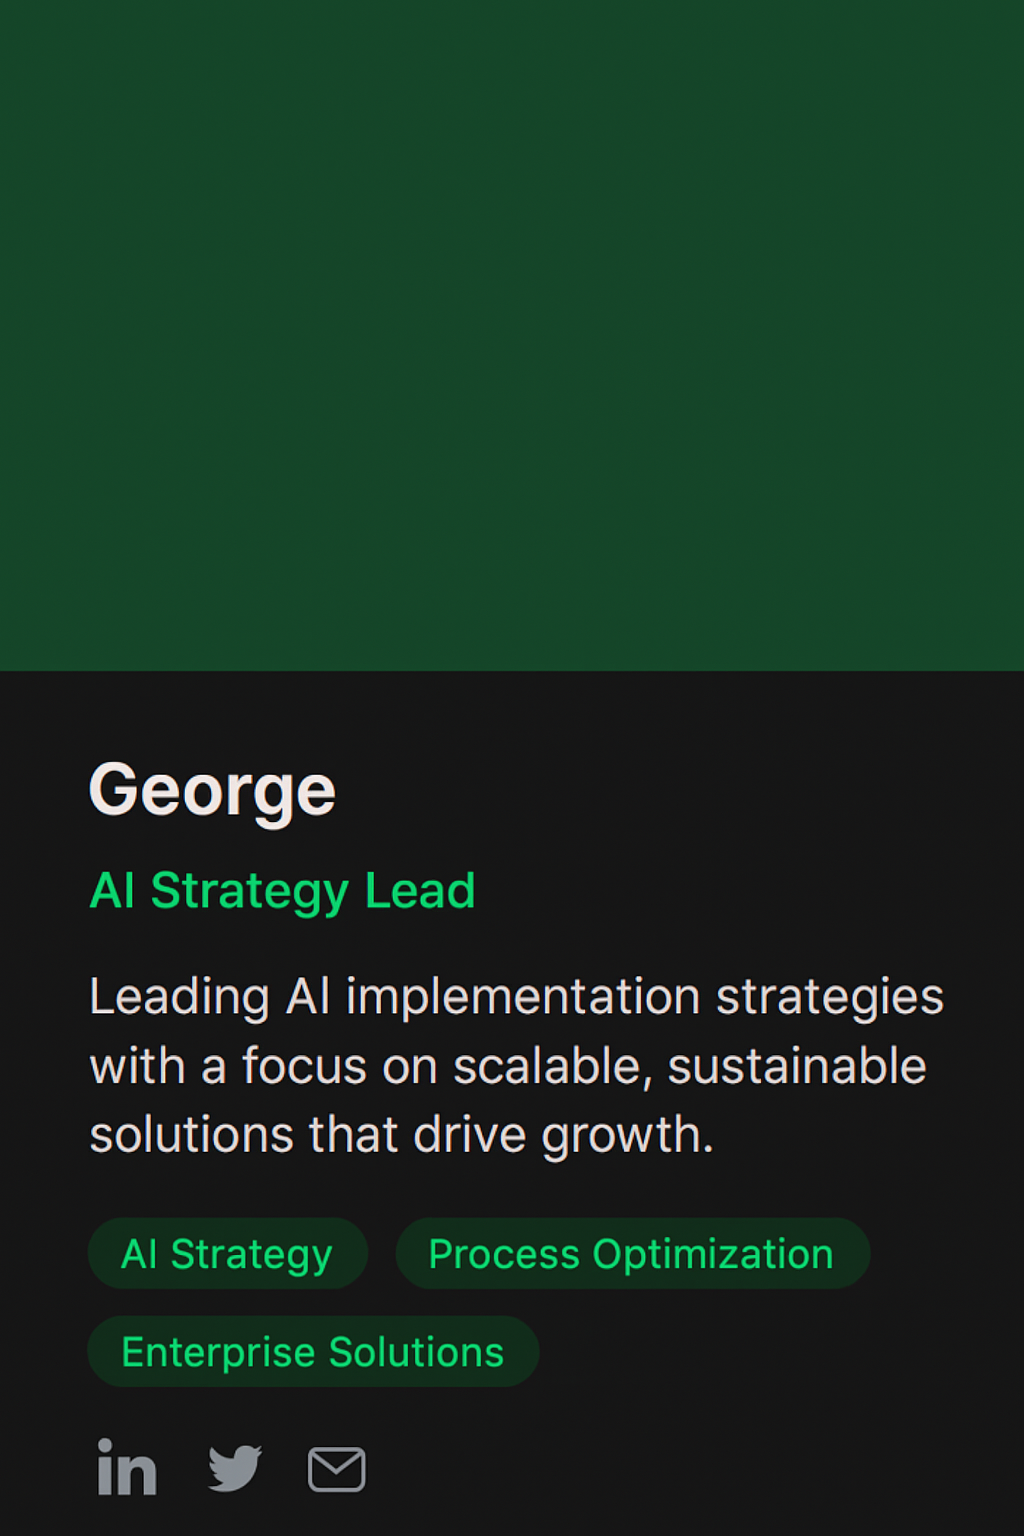 George
AI Strategy Lead
Leading AI implementation strategies
with a focus on scalable, sustainable
solutions that drive growth.
AI Strategy
Process Optimization
Enterprise Solutions
in